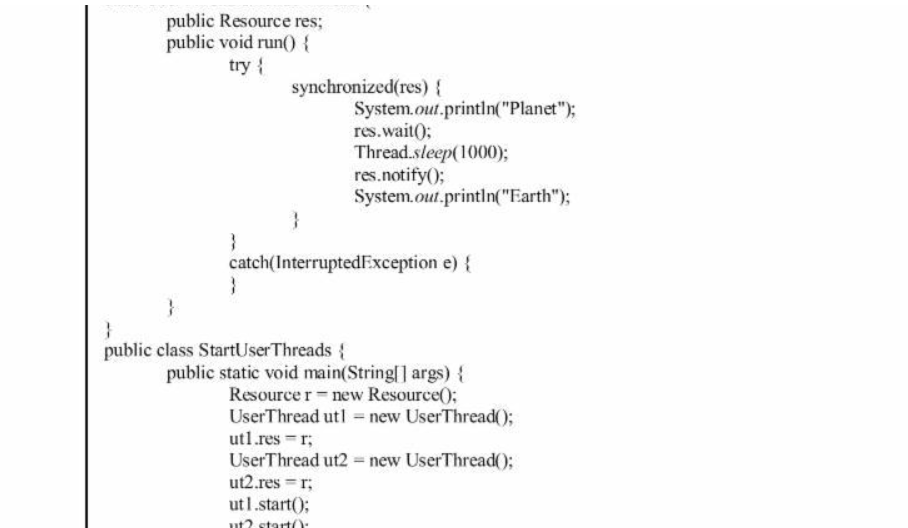 public Resource res;
public void run() {
try {
synchronized(res) {
System.out.println("Planet");
res.wait();
Thread.sleep(1000);
res.notify();
System.out.println("Earth");
}
}
catch(InterruptedException e) {
}
}
}
public class StartUserThreads {
public static void main(String[] args) {
Resource r = new Resource();
UserThread ut1 = new UserThread();
ut1.res = r;
UserThread ut2 = new UserThread();
ut2.res = r;
ut1.start();
ut2.start();